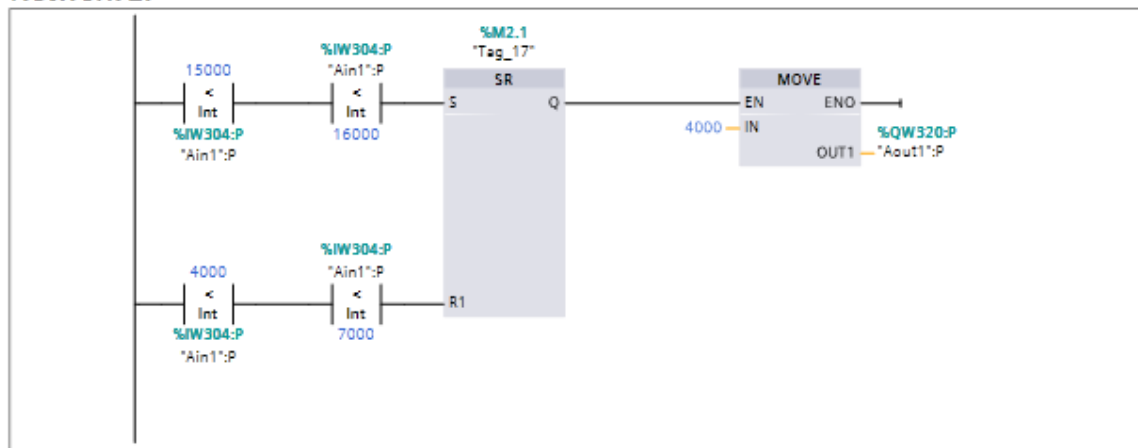 %M2.1
"Tag_17"
%IW304:P
"Ain1":P
15000
<
Int
%IW304:P
"Ain1":P
<
Int
16000
SR
S
Q
R1
MOVE
EN
ENO
4000
IN
OUT1
%QW320:P
"Aout1":P
%IW304:P
"Ain1":P
4000
<
Int
%IW304:P
"Ain1":P
<
Int
7000